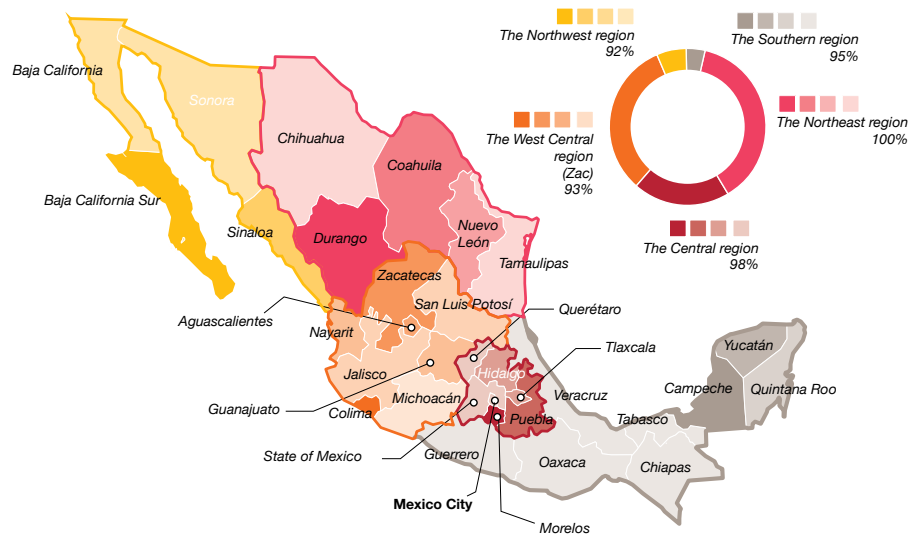 The Northwest region
92%
The Southern region
95%
The West Central
region
(Zac)
93%
The Northeast region
100%
The Central region
98%
Baja California
Sonora
Chihuahua
Coahuila
Baja California Sur
Sinaloa
Durango
Nuevo
León
Tamaulipas
Zacatecas
San Luis Potosí
Aguascalientes
Nayarit
Querétaro
Tlaxcala
Yucatán
Jalisco
Hidalgo
Guanajuato
Colima
Michoacán
Veracruz
Campeche
Quintana Roo
Puebla
Tabasco
State of Mexico
Guerrero
Oaxaca
Chiapas
Mexico City
Morelos